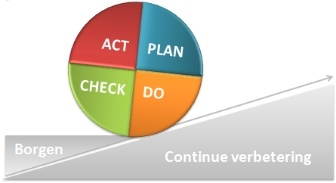 ACT PLAN
CHECK DO
Borgen
Continue verbetering